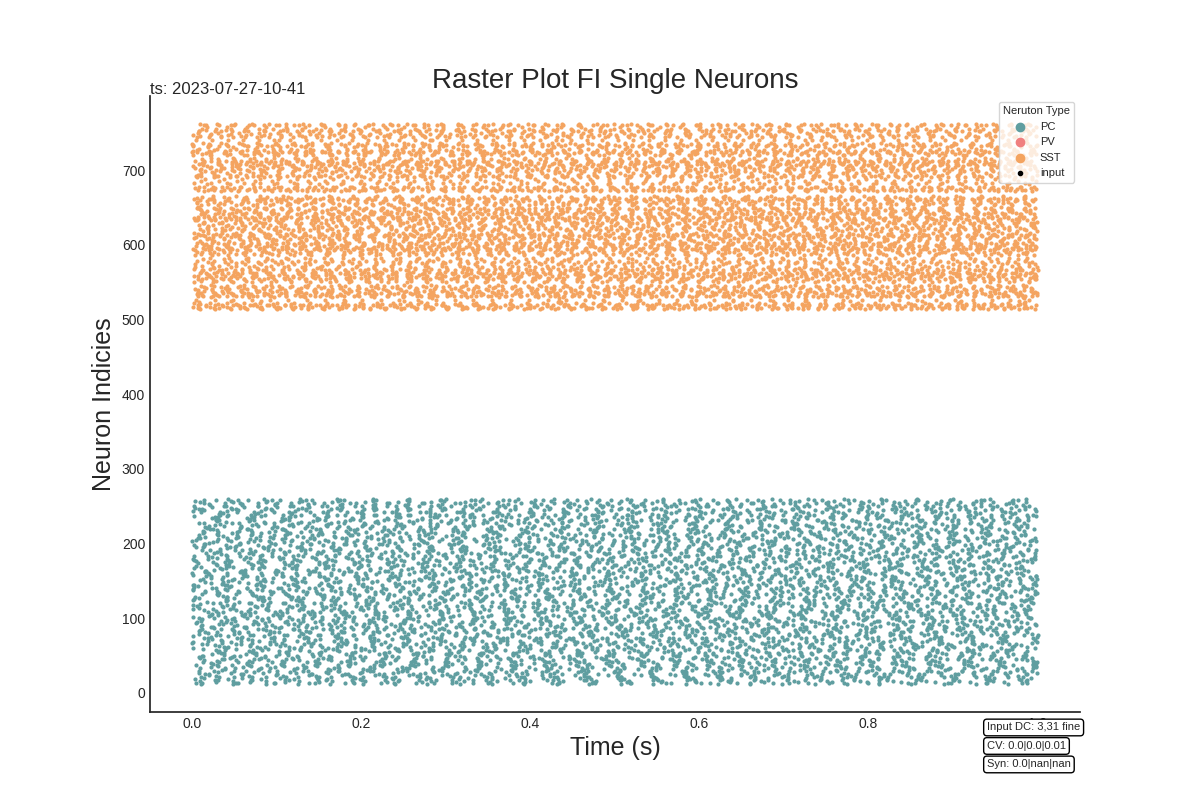 Raster Plot FI Single Neurons
ts: 2023-07-27-10-41
Neruton Type
PC
PV
SST
input
700
600
500
400
300
200
100
0
Neuron Indicies
0.0
0.2
0.4
0.6
0.8
Time (s)
Input DC: 3,31 fine
CV: 0.0|0.0|0.01
Syn: 0.0|nan|nan